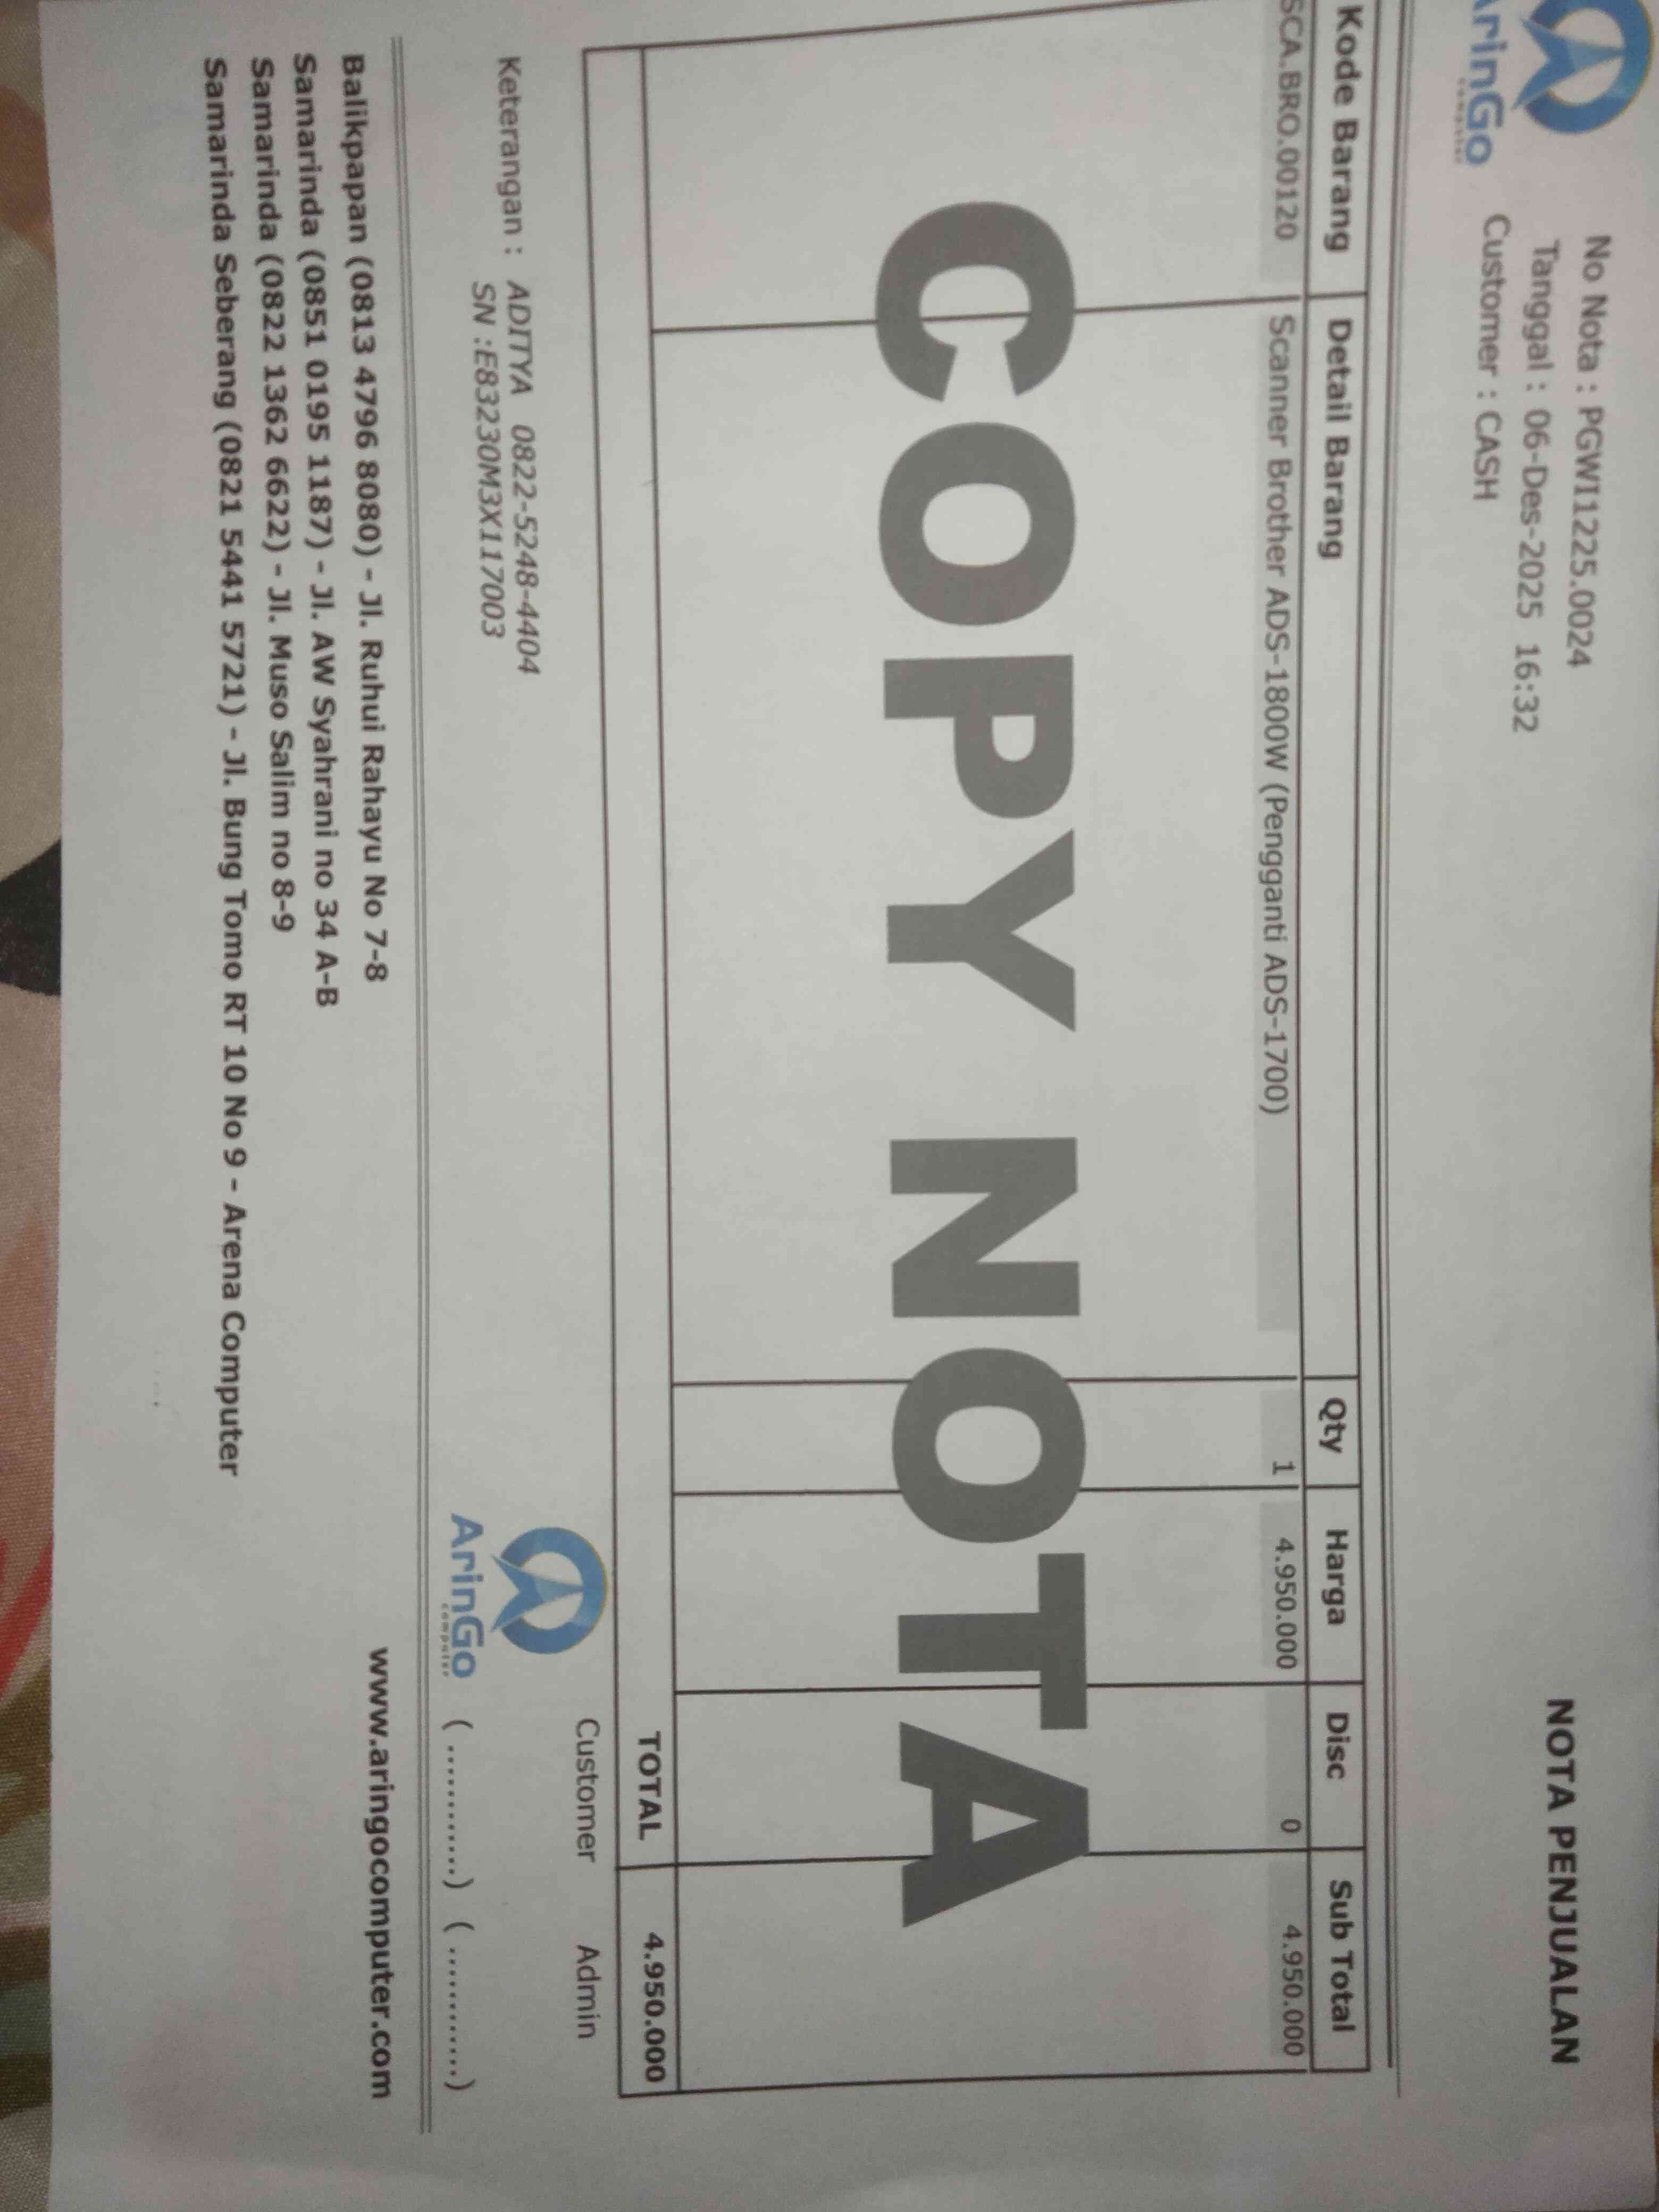 ArinGo
computer
No Nota : PGWI1225.0024
Tanggal : 06-Des-2025 16:32
Customer : CASH
NOTA PENJUALAN
Kode Barang Detail Barang Qty Harga Disc Sub Total
SCA.BRO.00120 Scanner Brother ADS-1800W (Pengganti ADS-1700) 1 4.950.000 0 4.950.000
COPY NOTA
TOTAL 4.950.000
Keterangan : ADITYA 0822-5248-4404
SN :E83230M3X117003
Customer Admin
ArinGo
computer
( ............) ( ............)
Balikpapan (0813 4796 8080) - Jl. Ruhui Rahayu No 7-8
Samarinda (0851 0195 1187) - Jl. AW Syahrani no 34 A-B
Samarinda (0822 1362 6622) - Jl. Muso Salim no 8-9
Samarinda Seberang (0821 5441 5721) - Jl. Bung Tomo RT 10 No 9 - Arena Computer
www.aringocomputer.com